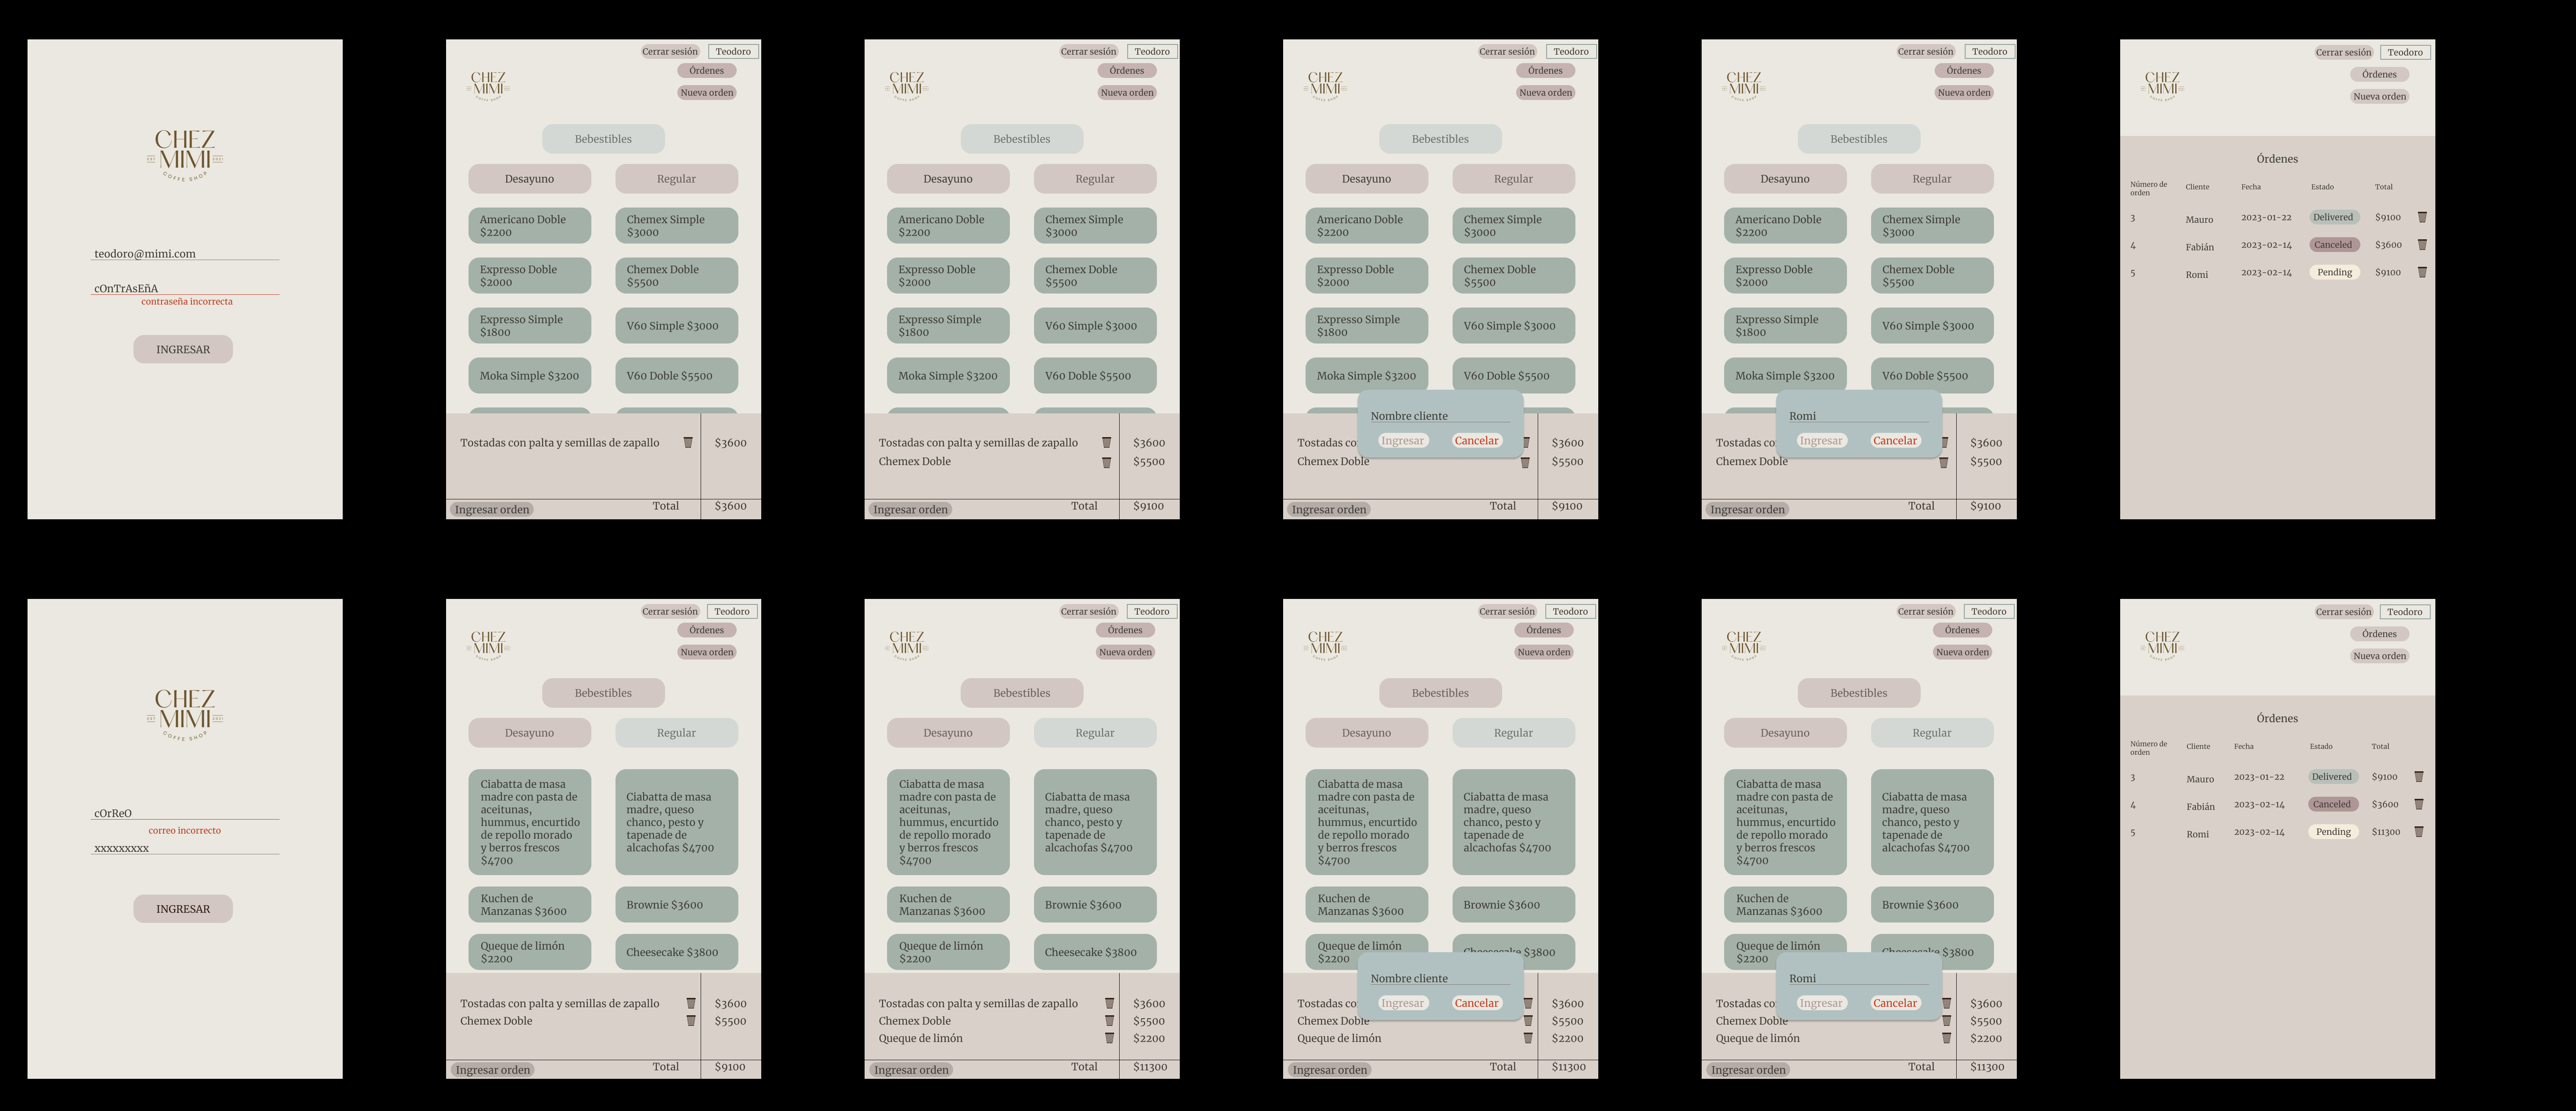 CHEZ
MIMI
COFFE SHOP
teodoro@mimi.com
cOnTrAsEñA
contraseña incorrecta
INGRESAR
Cerrar sesión
Teodoro
Órdenes
Nueva orden
CHEZ
MIMI
COFFE SHOP
Bebestibles
Desayuno
Regular
Americano Doble
$2200
Chemex Simple
$3000
Expresso Doble
$2000
Chemex Doble
$5500
Expresso Simple
$1800
V60 Simple $3000
Moka Simple $3200
V60 Doble $5500
Tostadas con palta y semillas de zapallo
$3600
Ingresar orden
Total
$3600
Cerrar sesión
Teodoro
Órdenes
Nueva orden
CHEZ
MIMI
COFFE SHOP
Bebestibles
Desayuno
Regular
Americano Doble
$2200
Chemex Simple
$3000
Expresso Doble
$2000
Chemex Doble
$5500
Expresso Simple
$1800
V60 Simple $3000
Moka Simple $3200
V60 Doble $5500
Tostadas con palta y semillas de zapallo
$3600
Chemex Doble
$5500
Ingresar orden
Total
$9100
Cerrar sesión
Teodoro
Órdenes
Nueva orden
CHEZ
MIMI
COFFE SHOP
Bebestibles
Desayuno
Regular
Americano Doble
$2200
Chemex Simple
$3000
Expresso Doble
$2000
Chemex Doble
$5500
Expresso Simple
$1800
V60 Simple $3000
Moka Simple $3200
V60 Doble $5500
Nombre cliente
Ingresar
Cancelar
Tostadas co
$3600
Chemex Doble
$5500
Ingresar orden
Total
$9100
Cerrar sesión
Teodoro
Órdenes
Nueva orden
CHEZ
MIMI
COFFE SHOP
Bebestibles
Desayuno
Regular
Americano Doble
$2200
Chemex Simple
$3000
Expresso Doble
$2000
Chemex Doble
$5500
Expresso Simple
$1800
V60 Simple $3000
Moka Simple $3200
V60 Doble $5500
Romi
Ingresar
Cancelar
Tostadas co
$3600
Chemex Doble
$5500
Ingresar orden
Total
$9100
Cerrar sesión
Teodoro
Órdenes
Nueva orden
CHEZ
MIMI
COFFE SHOP
Órdenes
Número de
orden
Cliente
Fecha
Estado
Total
3 Mauro 2023-01-22 Delivered $9100
4 Fabián 2023-02-14 Canceled $3600
5 Romi 2023-02-14 Pending $9100
CHEZ
MIMI
COFFE SHOP
cOrReO
correo incorrecto
xxxxxxxxx
INGRESAR
Cerrar sesión
Teodoro
Órdenes
Nueva orden
CHEZ
MIMI
COFFE SHOP
Bebestibles
Desayuno
Regular
Ciabatta de masa
madre con pasta de
aceitunas,
hummus, encurtido
de repollo morado
y berros frescos
$4700
Ciabatta de masa
madre, queso
chanco, pesto y
tapenade de
alcachofas $4700
Kuchen de
Manzanas $3600
Brownie $3600
Queque de limón
$2200
Cheesecake $3800
Tostadas con palta y semillas de zapallo
$3600
Chemex Doble
$5500
Ingresar orden
Total
$9100
Cerrar sesión
Teodoro
Órdenes
Nueva orden
CHEZ
MIMI
COFFE SHOP
Bebestibles
Desayuno
Regular
Ciabatta de masa
madre con pasta de
aceitunas,
hummus, encurtido
de repollo morado
y berros frescos
$4700
Ciabatta de masa
madre, queso
chanco, pesto y
tapenade de
alcachofas $4700
Kuchen de
Manzanas $3600
Brownie $3600
Queque de limón
$2200
Cheesecake $3800
Tostadas con palta y semillas de zapallo
$3600
Chemex Doble
$5500
Queque de limón
$2200
Ingresar orden
Total
$11300
Cerrar sesión
Teodoro
Órdenes
Nueva orden
CHEZ
MIMI
COFFE SHOP
Bebestibles
Desayuno
Regular
Ciabatta de masa
madre con pasta de
aceitunas,
hummus, encurtido
de repollo morado
y berros frescos
$4700
Ciabatta de masa
madre, queso
chanco, pesto y
tapenade de
alcachofas $4700
Kuchen de
Manzanas $3600
Brownie $3600
Queque de limón
$2200
Cheesecake $3800
Nombre cliente
Ingresar
Cancelar
Tostadas co
$3600
Chemex Doble
$5500
Queque de limón
$2200
Ingresar orden
Total
$11300
Cerrar sesión
Teodoro
Órdenes
Nueva orden
CHEZ
MIMI
COFFE SHOP
Bebestibles
Desayuno
Regular
Ciabatta de masa
madre con pasta de
aceitunas,
hummus, encurtido
de repollo morado
y berros frescos
$4700
Ciabatta de masa
madre, queso
chanco, pesto y
tapenade de
alcachofas $4700
Kuchen de
Manzanas $3600
Brownie $3600
Queque de limón
$2200
Cheesecake $3800
Romi
Ingresar
Cancelar
Tostadas co
$3600
Chemex Doble
$5500
Queque de limón
$2200
Ingresar orden
Total
$11300
Cerrar sesión
Teodoro
Órdenes
Nueva orden
CHEZ
MIMI
COFFE SHOP
Órdenes
Número de
orden
Cliente
Fecha
Estado
Total
3 Mauro 2023-01-22 Delivered $9100
4 Fabián 2023-02-14 Canceled $3600
5 Romi 2023-02-14 Pending $11300